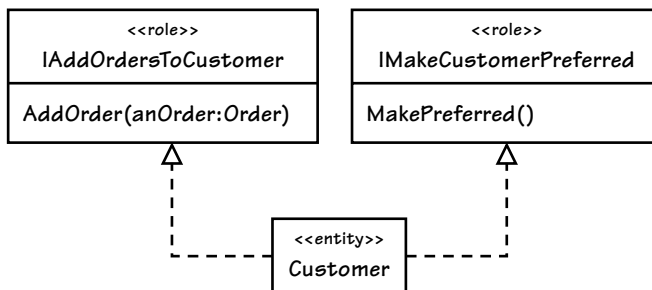 <<role>>
IAddOrdersToCustomer
AddOrder(anOrder:Order)
<<role>>
IMakeCustomerPreferred
MakePreferred()
<<entity>>
Customer